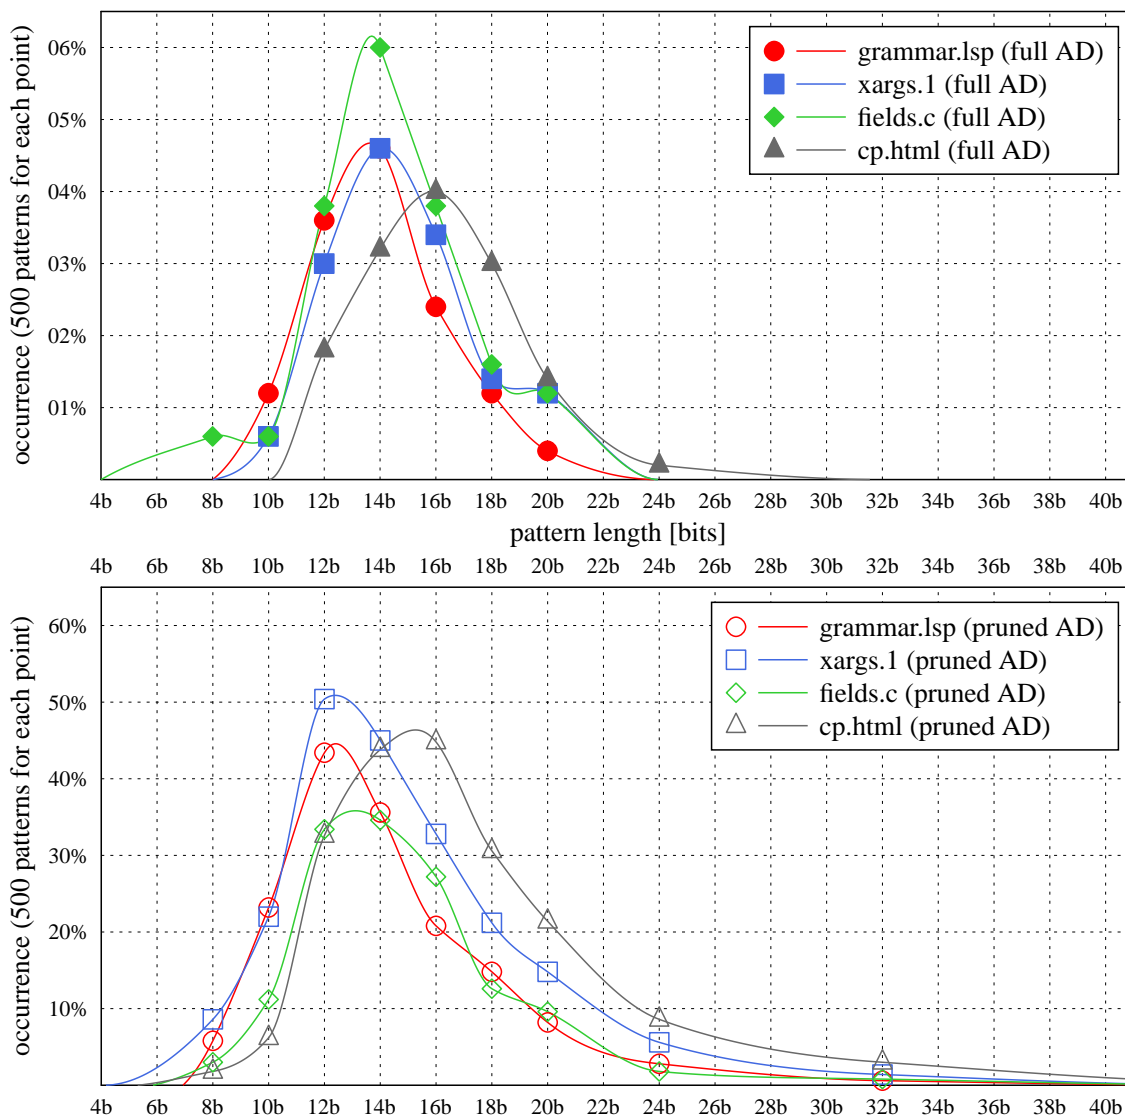 occurrence (500 patterns for each point)
06%
05%
04%
03%
02%
01%
grammar.lsp (full AD)
xargs.1 (full AD)
fields.c (full AD)
cp.html (full AD)
4b 6b 8b 10b 12b 14b 16b 18b 20b 22b 24b 26b 28b 30b 32b 34b 36b 38b 40b
pattern length [bits]
4b 6b 8b 10b 12b 14b 16b 18b 20b 22b 24b 26b 28b 30b 32b 34b 36b 38b 40b
occurrence (500 patterns for each point)
60%
50%
40%
30%
20%
10%
grammar.lsp (pruned AD)
xargs.1 (pruned AD)
fields.c (pruned AD)
cp.html (pruned AD)
4b 6b 8b 10b 12b 14b 16b 18b 20b 22b 24b 26b 28b 30b 32b 34b 36b 38b 40b